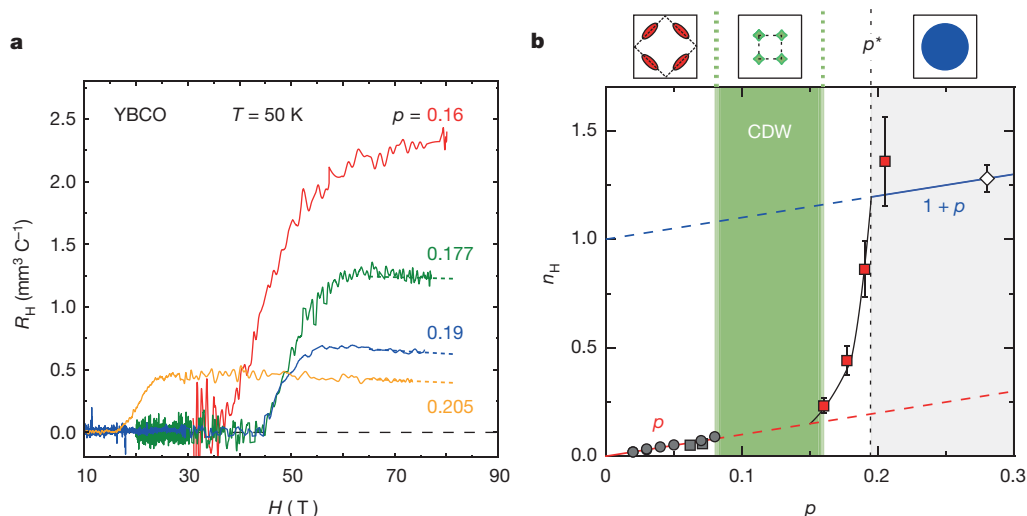 a
YBCO T = 50 K p = 0.16
0.177
0.19
0.205
2.5
2.0
1.5
1.0
0.5
0.0
R_H (mm³ C⁻¹)
10 30 50 70 90
H (T)
b
p*
CDW
1 + p
p
1.5
1.0
0.5
0.0
n_H
0 0.1 0.2 0.3
p